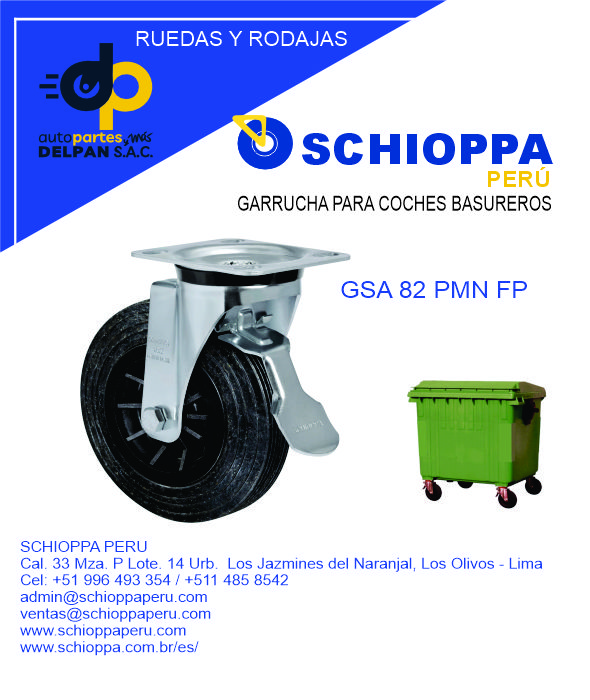 RUEDAS Y RODAJAS
dp
autopartes y más
DELPAN S.A.C.
SCHIOPPA
PERÚ
GARRUCHA PARA COCHES BASUREROS
GSA 82 PMN FP
SCHIOPPA PERU
Cal. 33 Mza. P Lote. 14 Urb.  Los Jazmines del Naranjal, Los Olivos - Lima
Cel: +51 996 493 354 / +511 485 8542
admin@schioppaperu.com
ventas@schioppaperu.com
www.schioppaperu.com
www.schioppa.com.br/es/